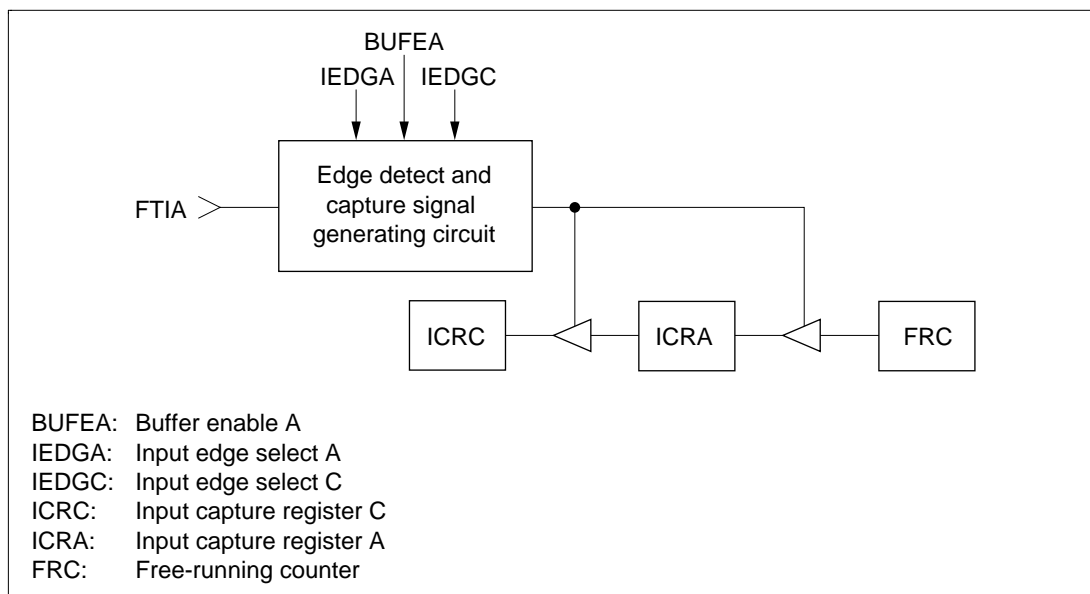 BUFEA
IEDGA IEDGC
Edge detect and
capture signal
generating circuit
FTIA
ICRC ICRA FRC
BUFEA: Buffer enable A
IEDGA: Input edge select A
IEDGC: Input edge select C
ICRC: Input capture register C
ICRA: Input capture register A
FRC: Free-running counter